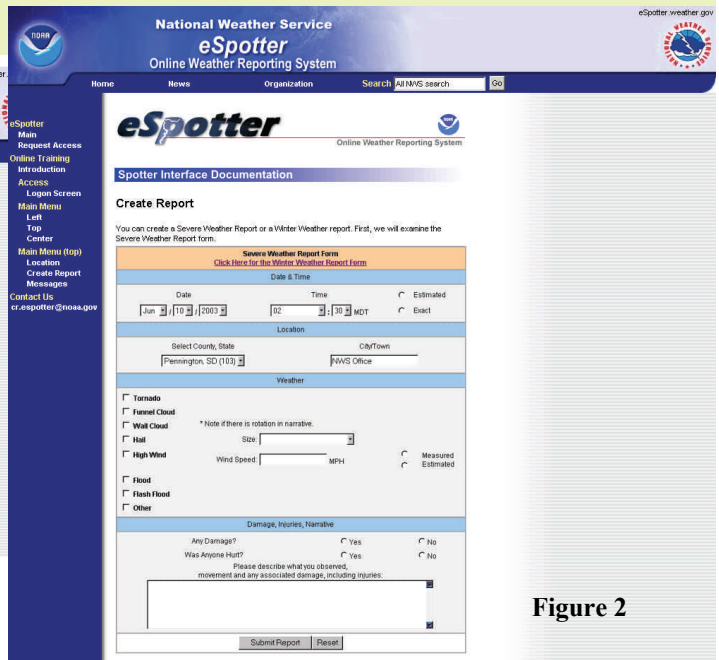 eSpotter.weather.gov
NOAA
National Weather Service
eSpotter
Online Weather Reporting System
Home News Organization Search All NWS search Go
er.
eSpotter
Main
Request Access
Online Training
Introduction
Access
Logon Screen
Main Menu
Left
Top
Center
Main Menu (top)
Location
Create Report
Messages
Contact Us
cr.espotter@noaa.gov
eSpotter
Online Weather Reporting System
Spotter Interface Documentation
Create Report
You can create a Severe Weather Report or a Winter Weather report. First, we will examine the
Severe Weather Report form.
Severe Weather Report Form
Click Here for the Winter Weather Report Form
Date & Time
Date Time Estimated
Jun / 10 / 2003 02 : 30 MDT Exact
Location
Select County, State City/Town
Pennington, SD (103) NWS Office
Weather
Tornado
Funnel Cloud
Wall Cloud * Note if there is rotation in narrative.
Hail Size:
High Wind Wind Speed: MPH Measured
Estimated
Flood
Flash Flood
Other
Damage, Injuries, Narrative
Any Damage? Yes No
Was Anyone Hurt? Yes No
Please describe what you observed,
movement and any associated damage, including injuries:
Submit Report Reset
Figure 2